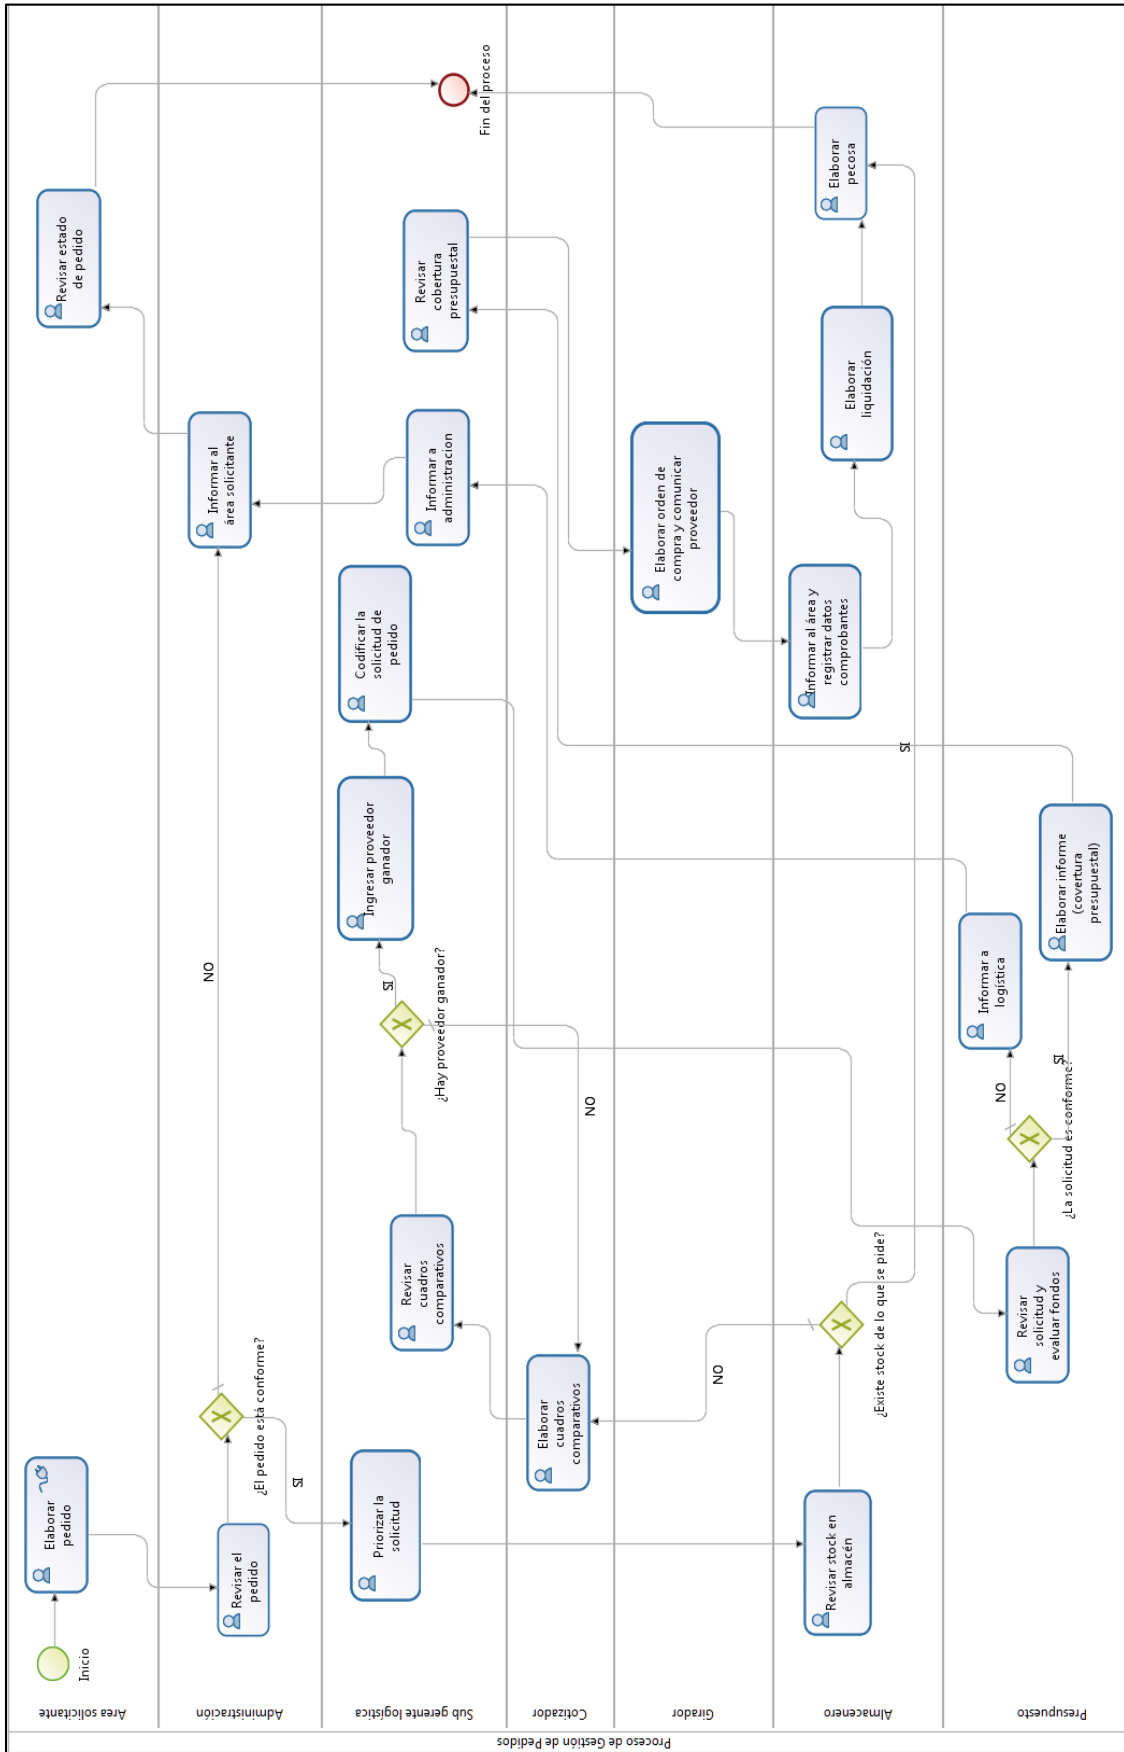 Proceso de Gestión de Pedidos
Area solicitante
Inicio
Elaborar
pedido
Revisar estado
de pedido
Administración
Revisar el
pedido
¿El pedido está conforme?
NO
SI
Informar al
área solicitante
Sub gerente logística
Priorizar la
solicitud
Revisar
cuadros
comparativos
¿Hay proveedor ganador?
SI
Ingresar proveedor
ganador
Codificar la
solicitud de
pedido
Informar a
administracion
Revisar
cobertura
presupuestal
Fin del proceso
Cotizador
Elaborar
cuadros
comparativos
NO
Girador
NO
Elaborar orden de
compra y comunicar
proveedor
Almacenero
Revisar stock en
almacén
¿Existe stock de lo que se pide?
Informar al área y
registrar datos
comprobantes
SI
Elaborar
liquidación
Elaborar
pecosa
Presupuesto
Revisar
solicitud y
evaluar fondos
¿La solicitud es conforme?
NO
SI
Informar a
logística
Elaborar informe
(covertura
presupuestal)